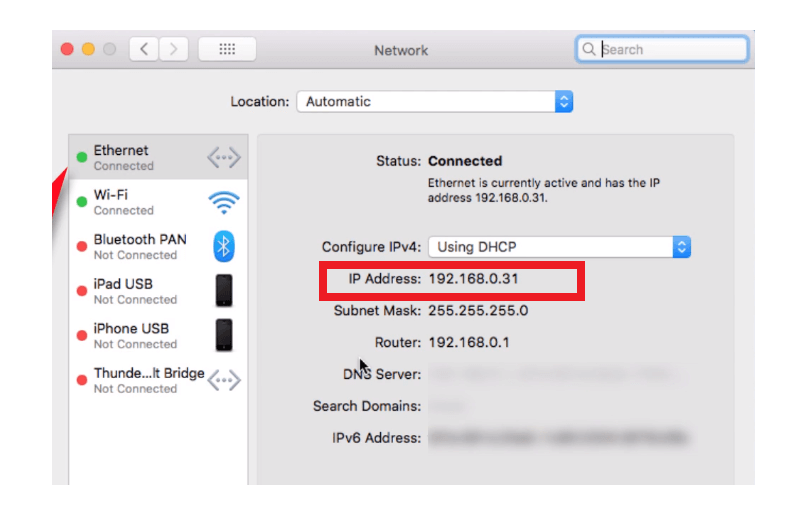 Network
Search
Location: Automatic
Ethernet
Connected
Wi-Fi
Connected
Bluetooth PAN
Not Connected
iPad USB
Not Connected
iPhone USB
Not Connected
Thunde...lt Bridge
Not Connected
Status: Connected
Ethernet is currently active and has the IP
address 192.168.0.31.
Configure IPv4: Using DHCP
IP Address: 192.168.0.31
Subnet Mask: 255.255.255.0
Router: 192.168.0.1
DNS Server:
Search Domains:
IPv6 Address: